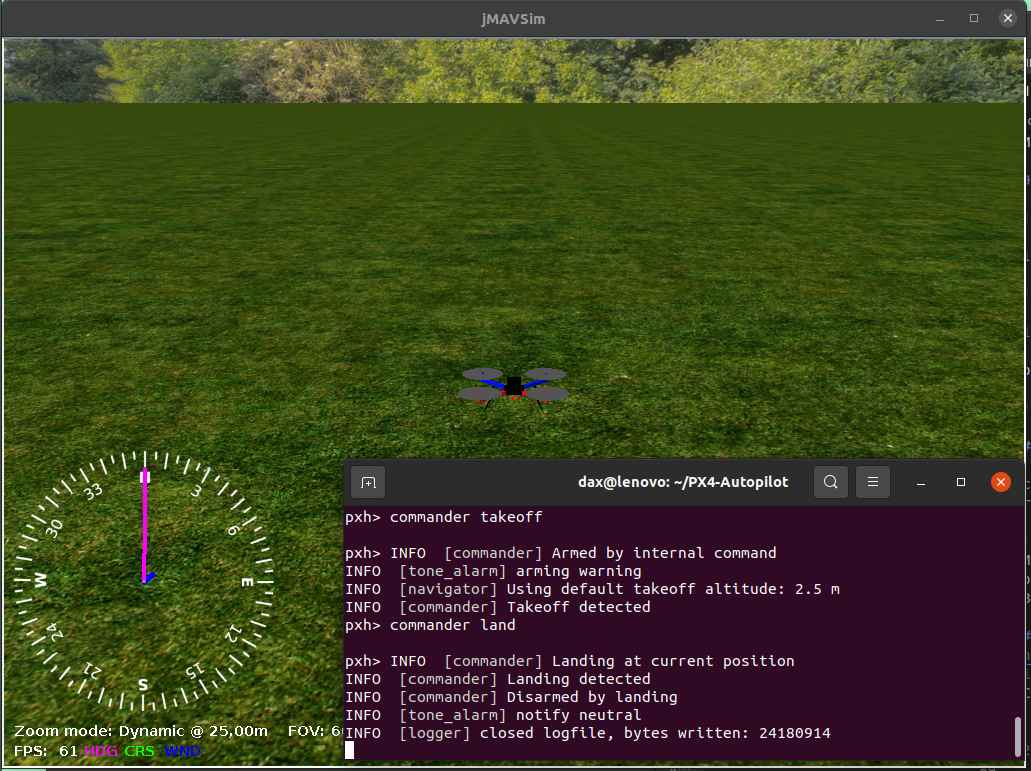 jMAVSim
33
N
3
30
6
W
E
24
12
21
S
15
Zoom mode: Dynamic @ 25,00m FOV:
FPS: 61 HDG CRS WND
dax@lenovo: ~/PX4-Autopilot
pxh> commander takeoff
pxh> INFO [commander] Armed by internal command
INFO [tone_alarm] arming warning
INFO [navigator] Using default takeoff altitude: 2.5 m
INFO [commander] Takeoff detected
pxh> commander land
pxh> INFO [commander] Landing at current position
INFO [commander] Landing detected
INFO [commander] Disarmed by landing
INFO [tone_alarm] notify neutral
INFO [logger] closed logfile, bytes written: 24180914